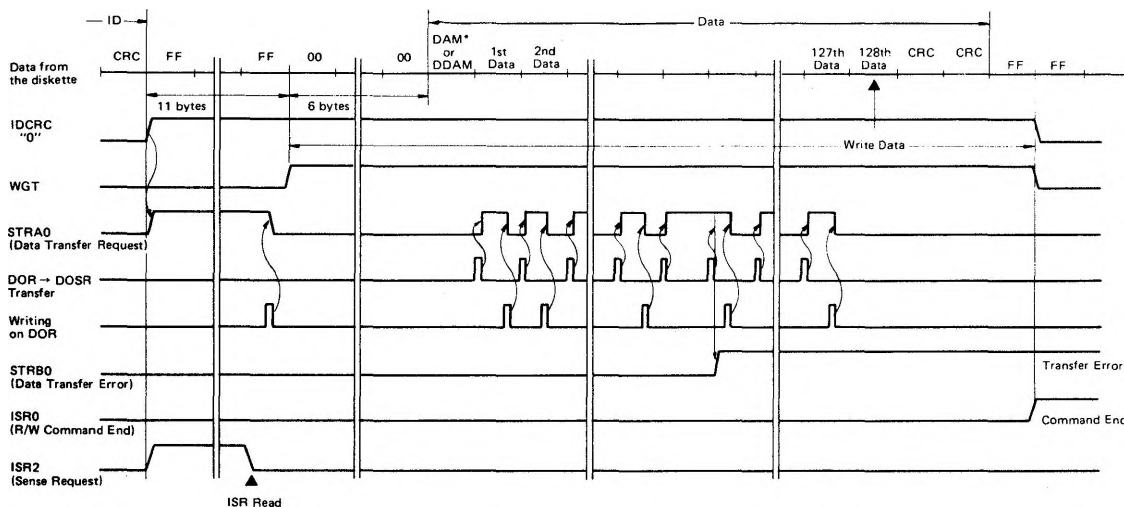 ID
Data
DAM*
or
DDAM
1st
Data
2nd
Data
127th
Data
128th
Data
CRC
CRC
Data from
the diskette
CRC
FF
FF
00
00
FF
FF
11 bytes
6 bytes
IDCRC
"0"
Write Data
WGT
STRA0
(Data Transfer Request)
DOR → DOSR
Transfer
Writing
on DOR
STRB0
(Data Transfer Error)
Transfer Error
ISR0
(R/W Command End)
Command End
ISR2
(Sense Request)
ISR Read